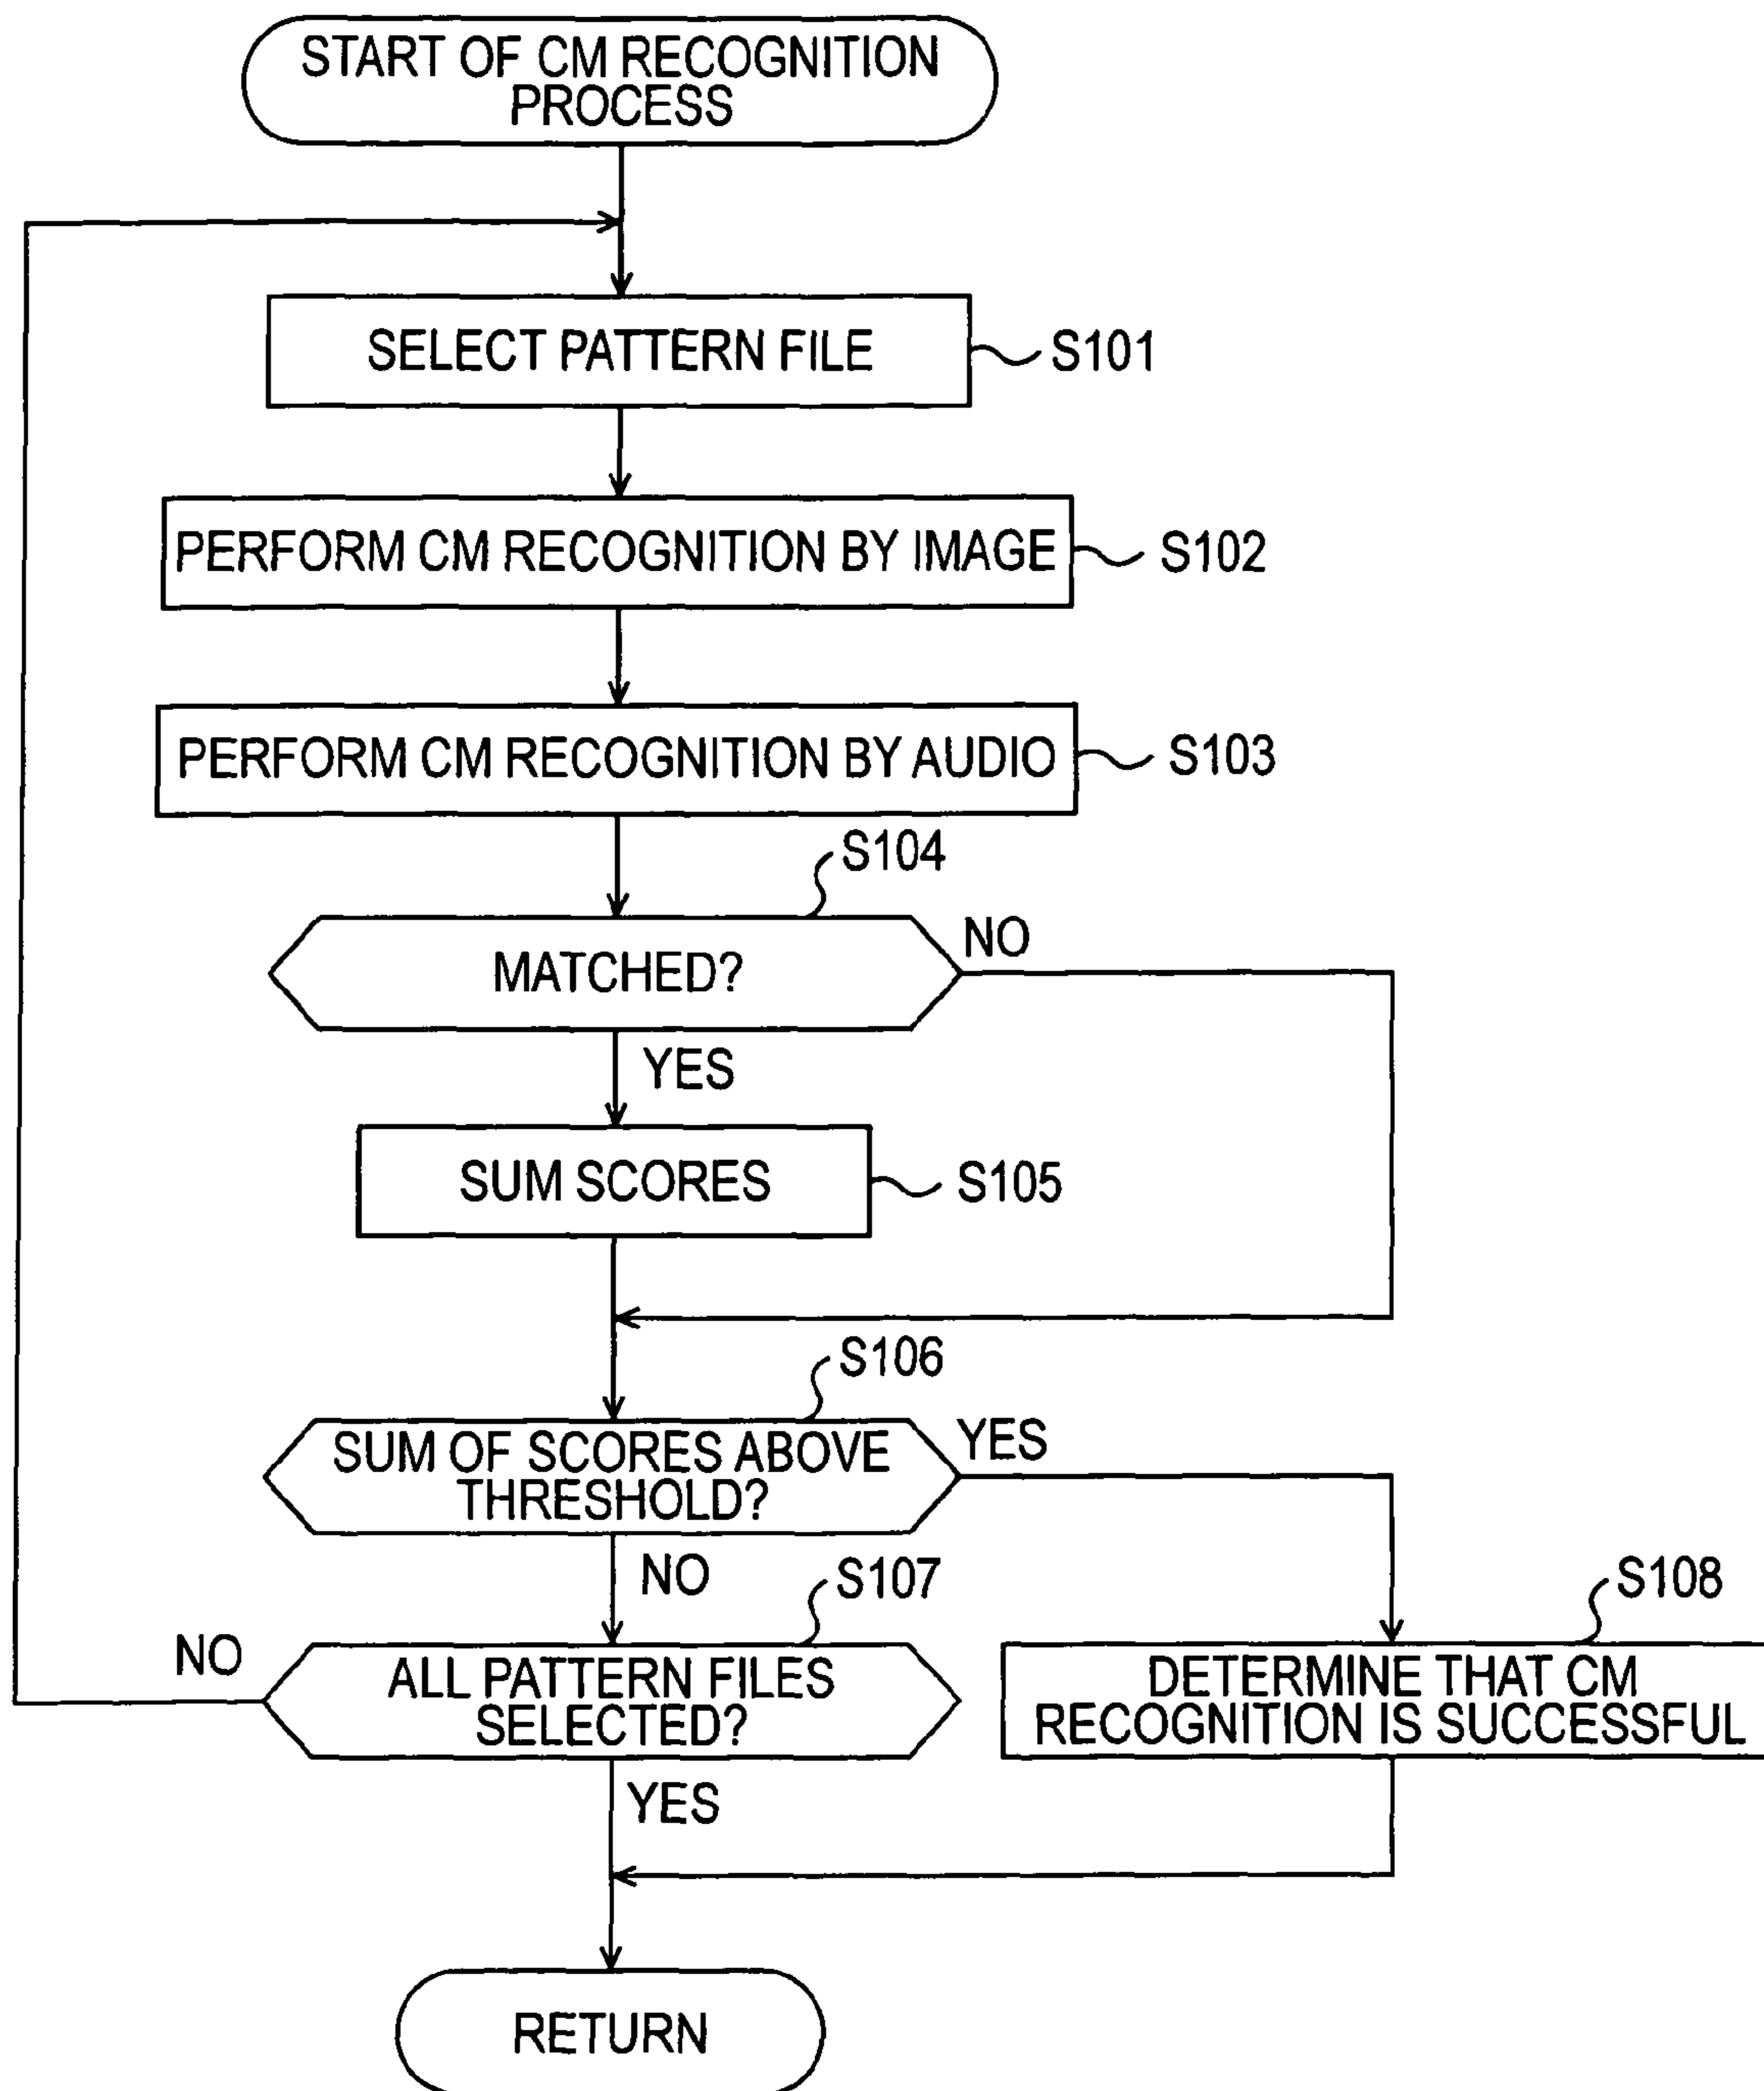 START OF CM RECOGNITION
PROCESS
SELECT PATTERN FILE
S101
PERFORM CM RECOGNITION BY IMAGE
S102
PERFORM CM RECOGNITION BY AUDIO
S103
S104
MATCHED?
NO
YES
SUM SCORES
S105
S106
SUM OF SCORES ABOVE
THRESHOLD?
YES
NO
S107
S108
NO
ALL PATTERN FILES
SELECTED?
DETERMINE THAT CM
RECOGNITION IS SUCCESSFUL
YES
RETURN